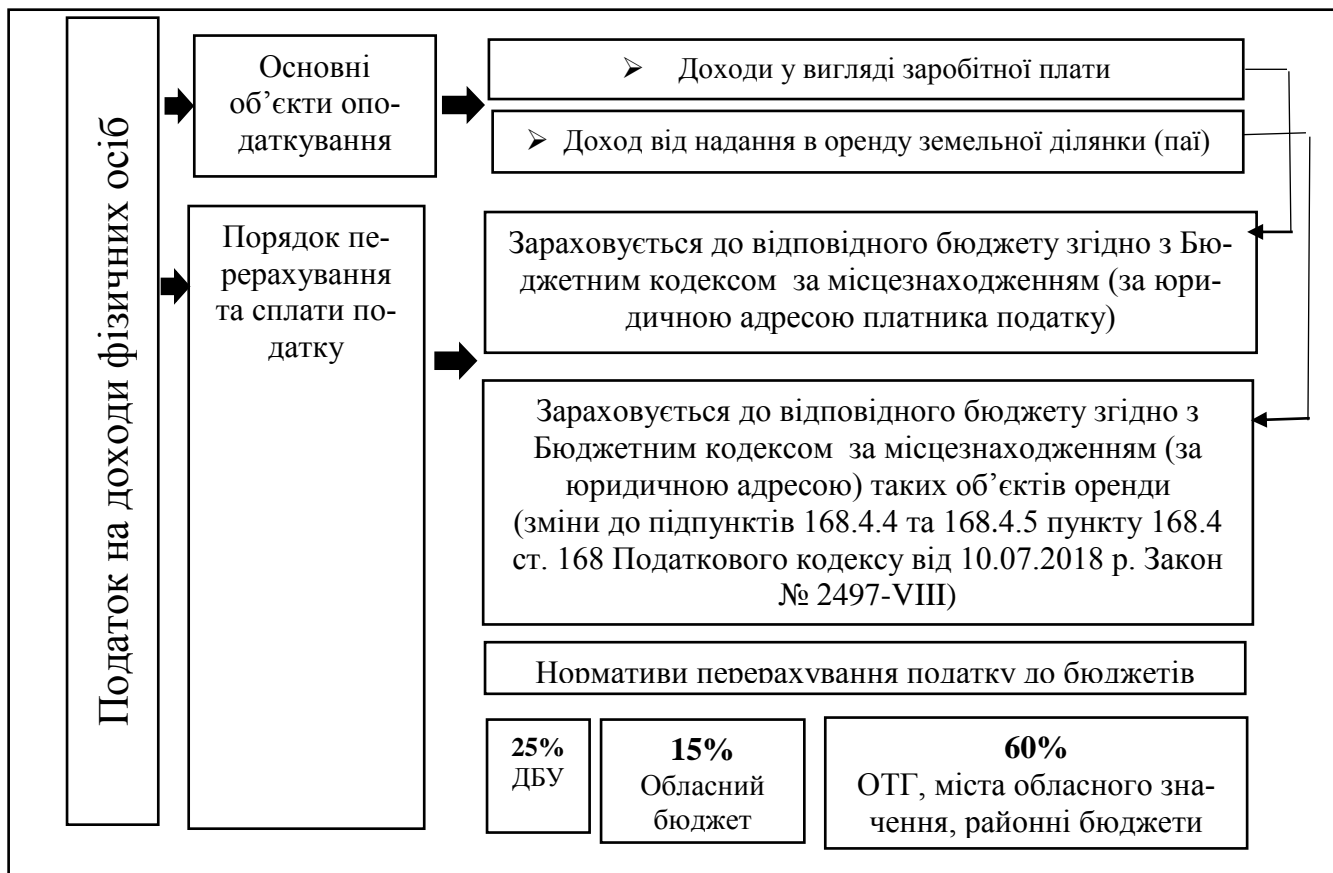 Податок на доходи фізичних осіб
Основні
об’єкти опо-
даткування
➢ Доходи у вигляді заробітної плати
➢ Доход від надання в оренду земельної ділянки (паї)
Порядок пе-
рерахування
та сплати по-
датку
Зараховується до відповідного бюджету згідно з Бю-
джетним кодексом за місцезнаходженням (за юри-
дичною адресою платника податку)
Зараховується до відповідного бюджету згідно з
Бюджетним кодексом за місцезнаходженням (за
юридичною адресою) таких об’єктів оренди
(зміни до підпунктів 168.4.4 та 168.4.5 пункту 168.4
ст. 168 Податкового кодексу від 10.07.2018 р. Закон
№ 2497-VIII)
Нормативи перерахування податку до бюджетів
25%
ДБУ
15%
Обласний
бюджет
60%
ОТГ, міста обласного зна-
чення, районні бюджети